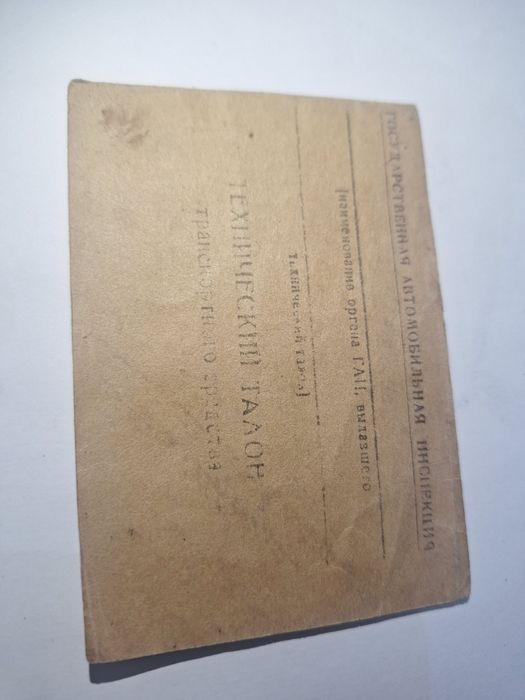 ГОСУДАРСТВЕННАЯ АВТОМОБИЛЬНАЯ ИНСПЕКЦИЯ
(наименование органа ГАИ, выдавшего
технический талон)
ТЕХНИЧЕСКИЙ ТАЛОН
транспортного средства